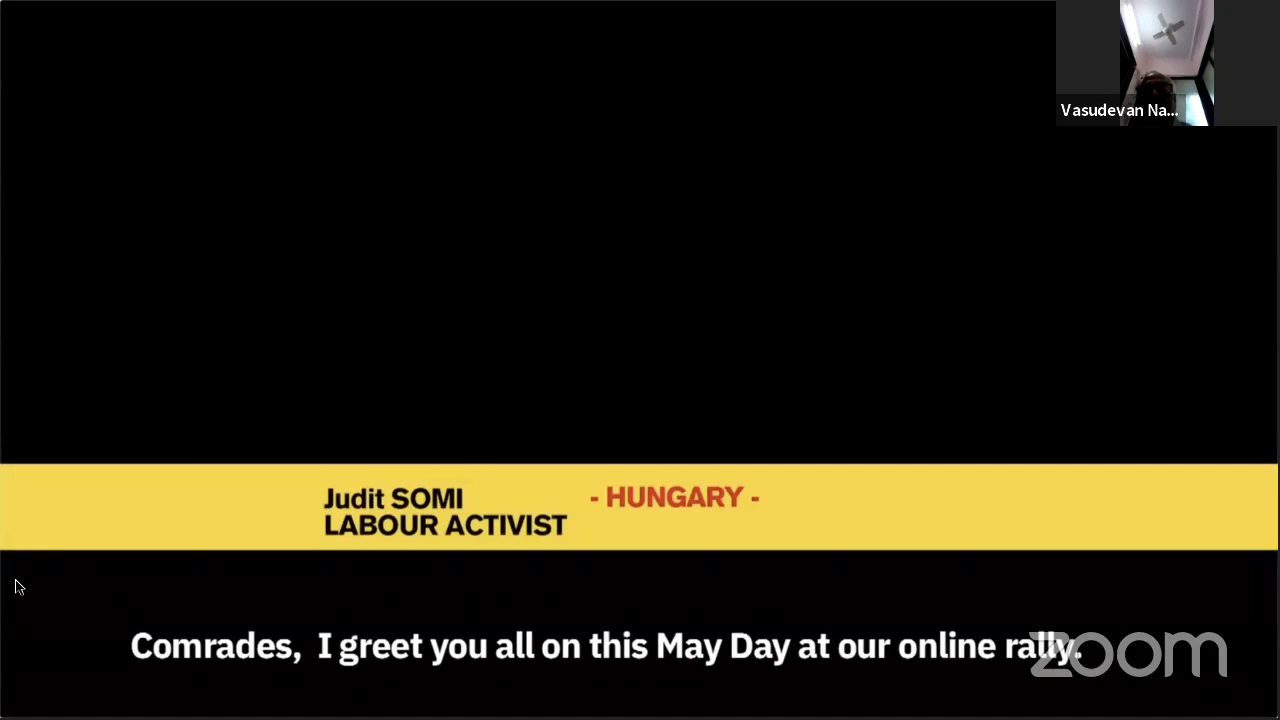 Vasudevan Na...
Judit SOMI
- HUNGARY -
LABOUR ACTIVIST
Comrades, I greet you all on this May Day at our online rally.
zoom